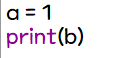 a = 1
print(b)